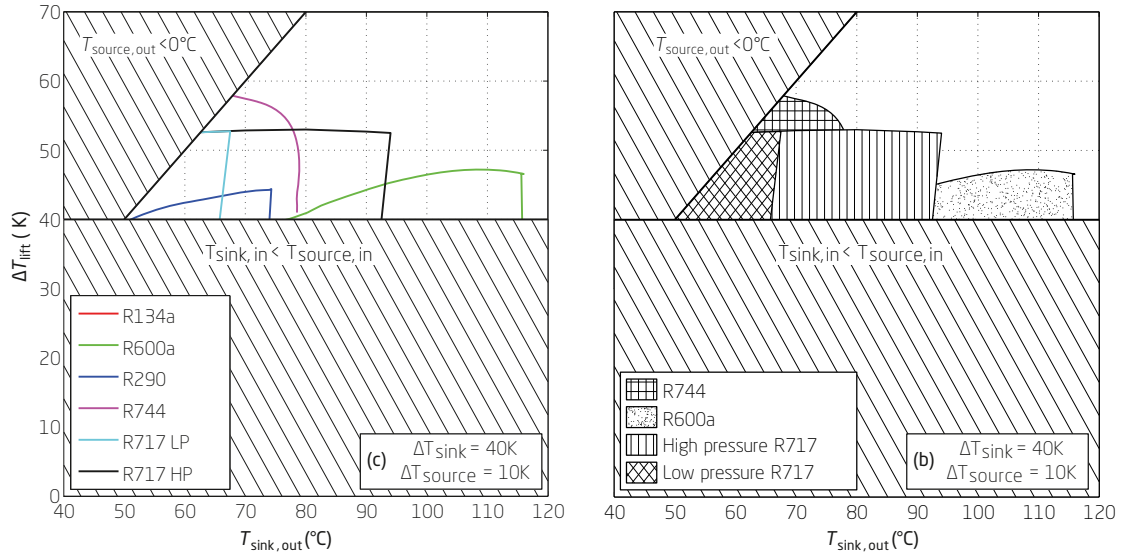 70
60
50
40
30
20
10
0
ΔT_lift ( K)
T_source,out <0°C
T_sink,in < T_source,in
R134a
R600a
R290
R744
R717 LP
R717 HP
(c)
ΔT_sink = 40K
ΔT_source = 10K
40 50 60 70 80 90 100 110 120
T_sink,out (°C)
T_source,out <0°C
T_sink,in < T_source,in
R744
R600a
High pressure R717
Low pressure R717
(b)
ΔT_sink = 40K
ΔT_source = 10K
40 50 60 70 80 90 100 110 120
T_sink,out (°C)